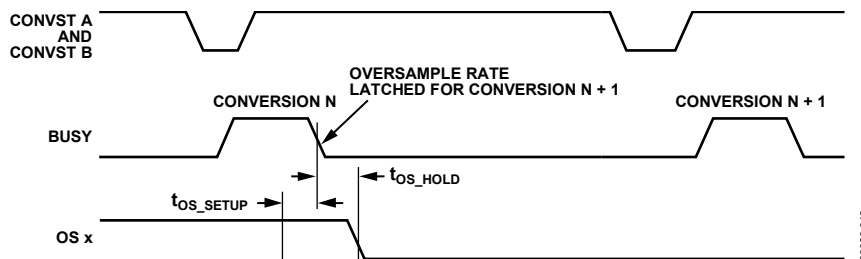 CONVST A
AND
CONVST B
OVERSAMPLE RATE
LATCHED FOR CONVERSION N + 1
CONVERSION N
CONVERSION N + 1
BUSY
tOS_HOLD
tOS_SETUP
OS x